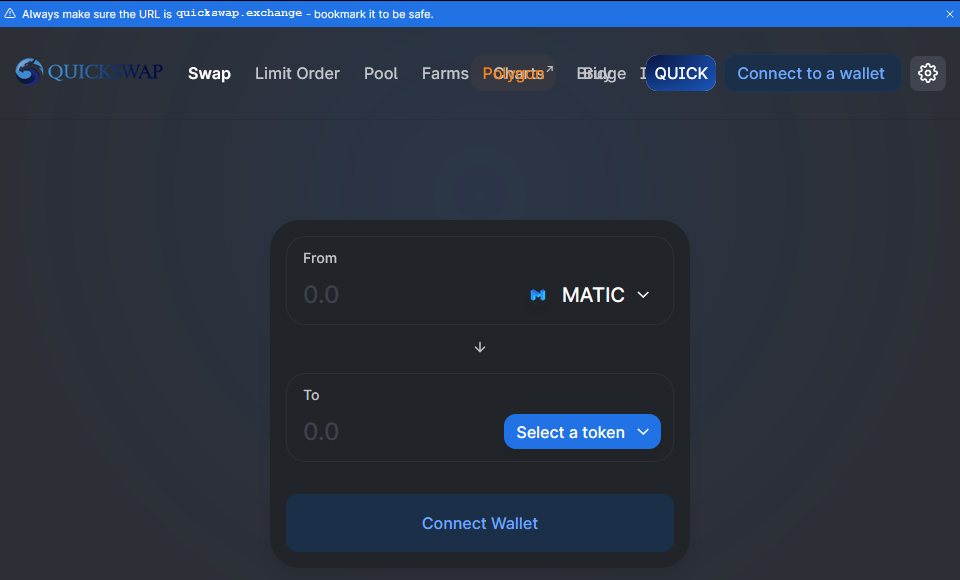 Always make sure the URL is quickswap.exchange - bookmark it to be safe.
QUICKSWAP Swap Limit Order Pool Farms Polygon Charts Bridge Buy QUICK Connect to a wallet
From
0.0 MATIC
To
0.0 Select a token
Connect Wallet